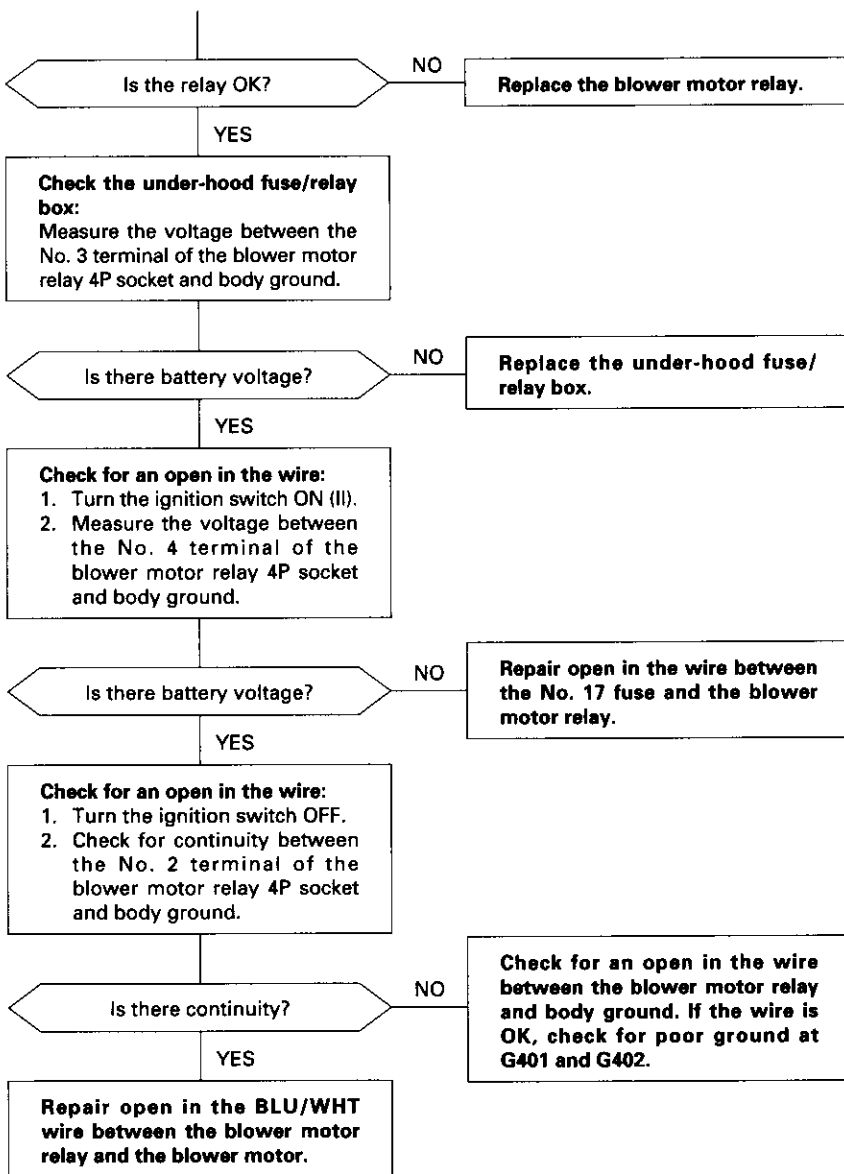 Is the relay OK?
NO
Replace the blower motor relay.
YES
Check the under-hood fuse/relay
box:
Measure the voltage between the
No. 3 terminal of the blower motor
relay 4P socket and body ground.
Is there battery voltage?
NO
Replace the under-hood fuse/
relay box.
YES
Check for an open in the wire:
1. Turn the ignition switch ON (II).
2. Measure the voltage between
the No. 4 terminal of the
blower motor relay 4P socket
and body ground.
Is there battery voltage?
NO
Repair open in the wire between
the No. 17 fuse and the blower
motor relay.
YES
Check for an open in the wire:
1. Turn the ignition switch OFF.
2. Check for continuity between
the No. 2 terminal of the
blower motor relay 4P socket
and body ground.
Is there continuity?
NO
Check for an open in the wire
between the blower motor relay
and body ground. If the wire is
OK, check for poor ground at
G401 and G402.
YES
Repair open in the BLU/WHT
wire between the blower motor
relay and the blower motor.